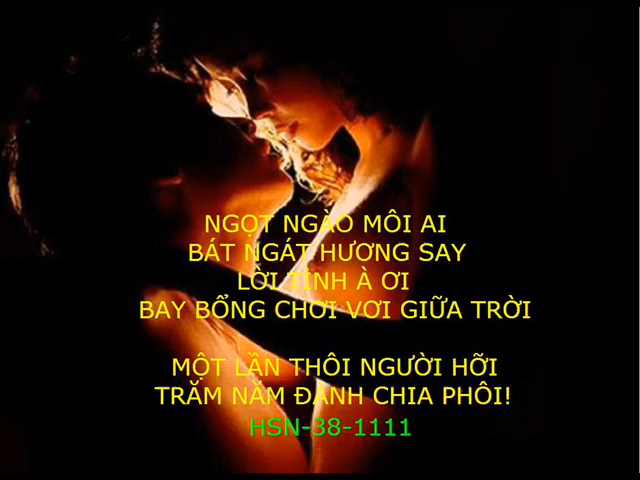 NGỌT NGÀO MÔI AI
BÁT NGÁT HƯƠNG SAY
LỜI TÌNH À ƠI
BAY BỔNG CHƠI VƠI GIỮA TRỜI
MỘT LẦN THÔI NGƯỜI HỠI
TRĂM NĂM ĐÀNH CHIA PHÔI!
HSN-38-1111